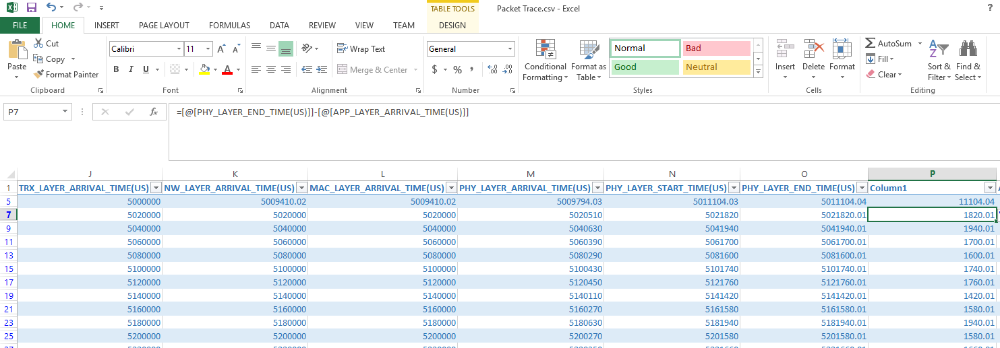 TABLE TOOLS
Packet Trace.csv - Excel
?
FILE HOME INSERT PAGE LAYOUT FORMULAS DATA REVIEW VIEW TEAM DESIGN
Cut
Copy
Format Painter
Paste
Clipboard
Calibri 11
B I U
Font
Wrap Text
Merge & Center
Alignment
General
$ % ,
Number
Conditional Formatting
Format as Table
Normal Bad
Good Neutral
Styles
Insert Delete Format
Cells
AutoSum
Fill
Clear
Sort & Filter
Find & Select
Editing
P7 fx =[@[PHY_LAYER_END_TIME(US)]]-[@[APP_LAYER_ARRIVAL_TIME(US)]]
J K L M N O P
1 TRX_LAYER_ARRIVAL_TIME(US) NW_LAYER_ARRIVAL_TIME(US) MAC_LAYER_ARRIVAL_TIME(US) PHY_LAYER_ARRIVAL_TIME(US) PHY_LAYER_START_TIME(US) PHY_LAYER_END_TIME(US) Column1
5 5000000 5009410.02 5009410.02 5009794.03 5011104.03 5011104.04 11104.04
7 5020000 5020000 5020000 5020510 5021820 5021820.01 1820.01
9 5040000 5040000 5040000 5040630 5041940 5041940.01 1940.01
11 5060000 5060000 5060000 5060390 5061700 5061700.01 1700.01
13 5080000 5080000 5080000 5080290 5081600 5081600.01 1600.01
15 5100000 5100000 5100000 5100430 5101740 5101740.01 1740.01
17 5120000 5120000 5120000 5120450 5121760 5121760.01 1760.01
19 5140000 5140000 5140000 5140110 5141420 5141420.01 1420.01
21 5160000 5160000 5160000 5160270 5161580 5161580.01 1580.01
23 5180000 5180000 5180000 5180630 5181940 5181940.01 1940.01
25 5200000 5200000 5200000 5200270 5201580 5201580.01 1580.01